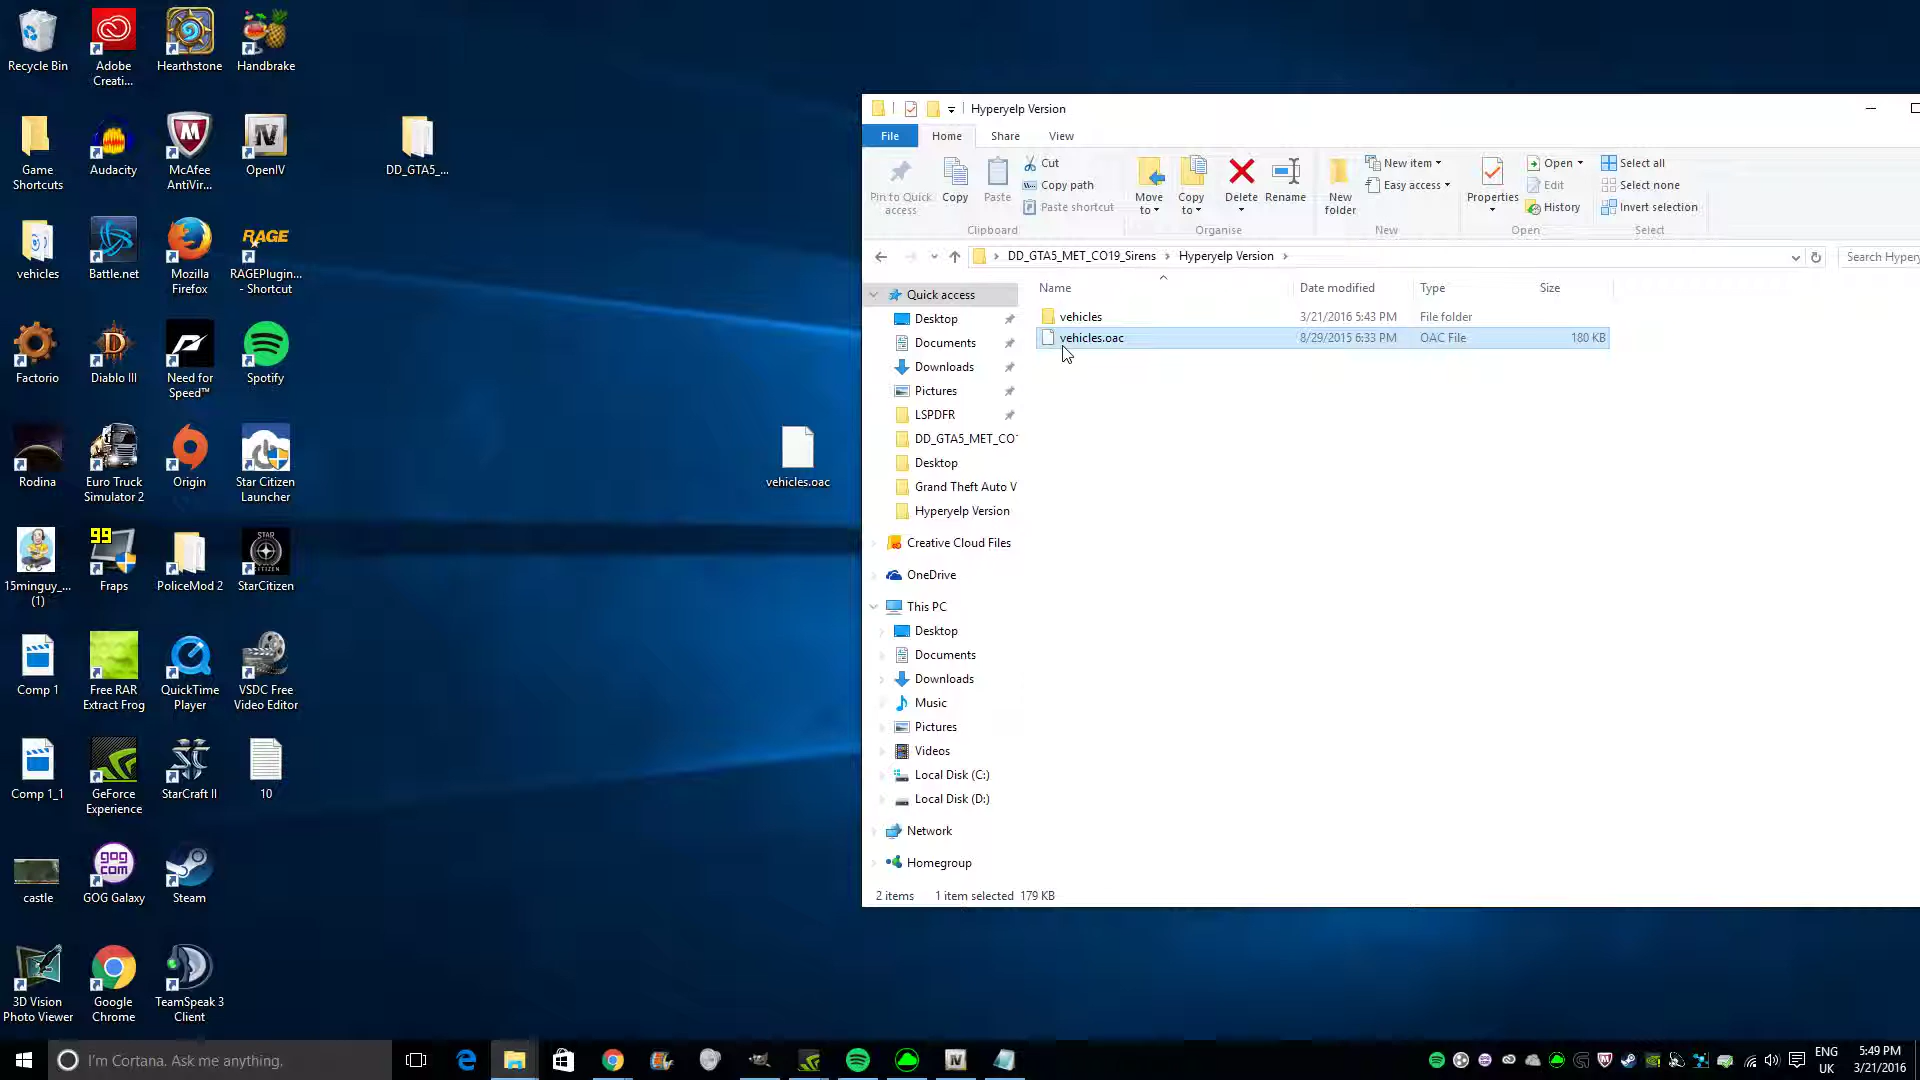 Recycle Bin
Adobe
Creati...
Hearthstone
Handbrake
Game
Shortcuts
Audacity
McAfee
AntiVir...
OpenIV
DD_GTA5_...
vehicles
Battle.net
Mozilla
Firefox
RAGE
RAGEPlugin...
- Shortcut
Factorio
Diablo III
Need for
Speed™
Spotify
Rodina
Euro Truck
Simulator 2
Origin
Star Citizen
Launcher
vehicles.oac
15minguy_...
(1)
99
Fraps
PoliceMod 2
STAR
CITIZEN
StarCitizen
Comp 1
Free RAR
Extract Frog
QuickTime
Player
VSDC Free
Video Editor
Comp 1_1
GeForce
Experience
StarCraft II
10
castle
gog
com
GOG Galaxy
Steam
3D Vision
Photo Viewer
Google
Chrome
TeamSpeak 3
Client
Hyperyelp Version
File
Home
Share
View
Pin to Quick
access
Copy
Paste
Cut
Copy path
Paste shortcut
Clipboard
Move
to
Copy
to
Delete
Rename
Organise
New
folder
New item
Easy access
New
Properties
Open
Edit
History
Open
Select all
Select none
Invert selection
Select
DD_GTA5_MET_CO19_Sirens
Hyperyelp Version
Search Hypery
Name
Date modified
Type
Size
vehicles
3/21/2016 5:43 PM
File folder
vehicles.oac
8/29/2015 6:33 PM
OAC File
180 KB
Quick access
Desktop
Documents
Downloads
Pictures
LSPDFR
DD_GTA5_MET_CO
Desktop
Grand Theft Auto V
Hyperyelp Version
Creative Cloud Files
OneDrive
This PC
Desktop
Documents
Downloads
Music
Pictures
Videos
Local Disk (C:)
Local Disk (D:)
Network
Homegroup
2 items
1 item selected 179 KB
I'm Cortana. Ask me anything.
ENG
UK
5:49 PM
3/21/2016